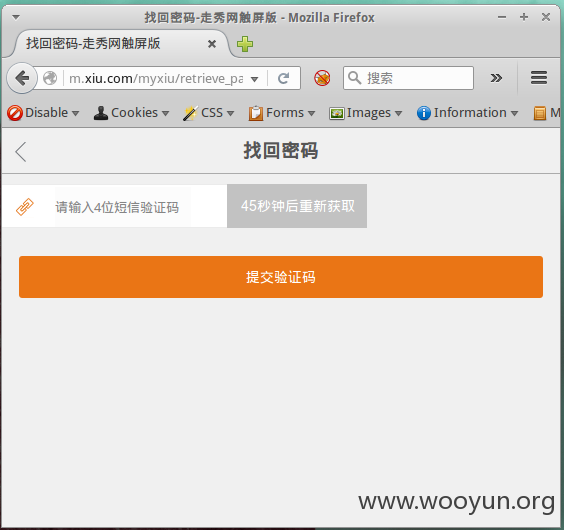 找回密码-走秀网触屏版 - Mozilla Firefox
找回密码-走秀网触屏版
m.xiu.com/myxiu/retrieve_pa
搜索
Disable Cookies CSS Forms Images Information M
找回密码
请输入4位短信验证码
45秒钟后重新获取
提交验证码
www.wooyun.org